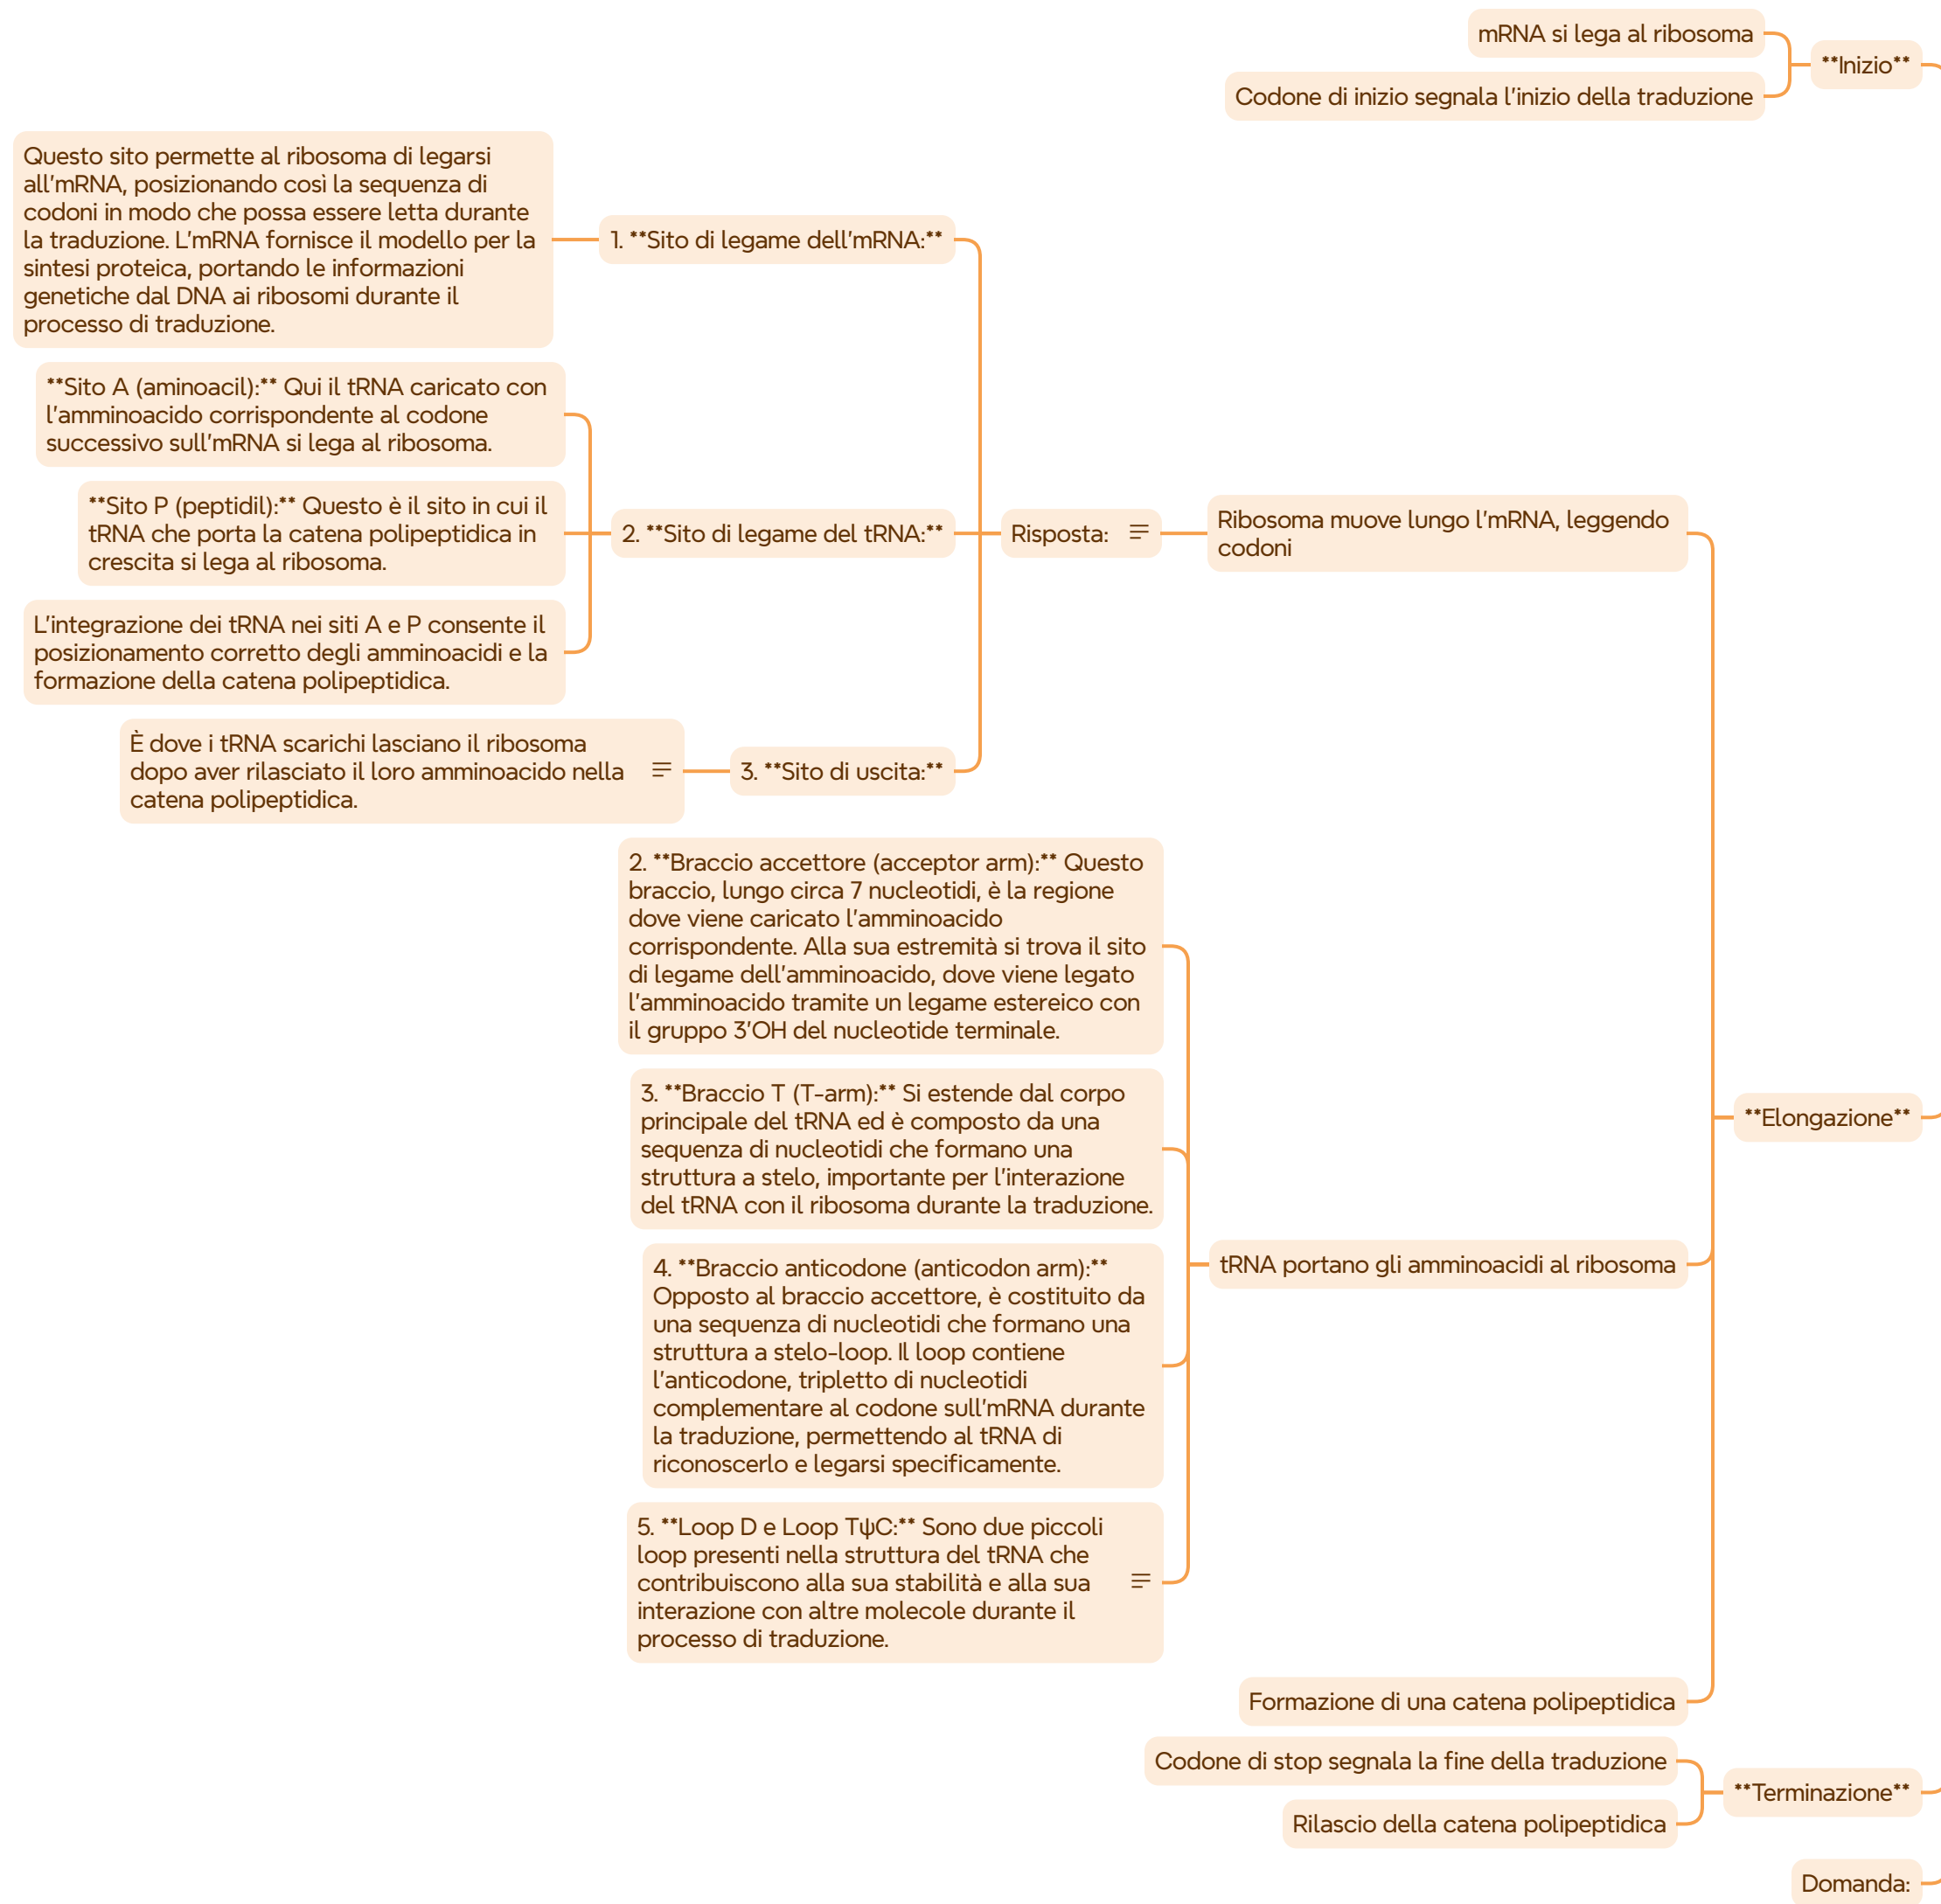 mRNA si lega al ribosoma
**Inizio**
Codone di inizio segnala l'inizio della traduzione
Questo sito permette al ribosoma di legarsi
all'mRNA, posizionando così la sequenza di
codoni in modo che possa essere letta durante
la traduzione. L'mRNA fornisce il modello per la
sintesi proteica, portando le informazioni
genetiche dal DNA ai ribosomi durante il
processo di traduzione.
1. **Sito di legame dell'mRNA:**
**Sito A (aminoacil):** Qui il tRNA caricato con
l'amminoacido corrispondente al codone
successivo sull'mRNA si lega al ribosoma.
**Sito P (peptidil):** Questo è il sito in cui il
tRNA che porta la catena polipeptidica in
crescita si lega al ribosoma.
L'integrazione dei tRNA nei siti A e P consente il
posizionamento corretto degli amminoacidi e la
formazione della catena polipeptidica.
2. **Sito di legame del tRNA:**
Risposta:
Ribosoma muove lungo l'mRNA, leggendo
codoni
È dove i tRNA scarichi lasciano il ribosoma
dopo aver rilasciato il loro amminoacido nella
catena polipeptidica.
3. **Sito di uscita:**
2. **Braccio accettore (acceptor arm):** Questo
braccio, lungo circa 7 nucleotidi, è la regione
dove viene caricato l'amminoacido
corrispondente. Alla sua estremità si trova il sito
di legame dell'amminoacido, dove viene legato
l'amminoacido tramite un legame estereico con
il gruppo 3'OH del nucleotide terminale.
3. **Braccio T (T-arm):** Si estende dal corpo
principale del tRNA ed è composto da una
sequenza di nucleotidi che formano una
struttura a stelo, importante per l'interazione
del tRNA con il ribosoma durante la traduzione.
4. **Braccio anticodone (anticodon arm):**
Opposto al braccio accettore, è costituito da
una sequenza di nucleotidi che formano una
struttura a stelo-loop. Il loop contiene
l'anticodone, tripletto di nucleotidi
complementare al codone sull'mRNA durante
la traduzione, permettendo al tRNA di
riconoscerlo e legarsi specificamente.
5. **Loop D e Loop TψC:** Sono due piccoli
loop presenti nella struttura del tRNA che
contribuiscono alla sua stabilità e alla sua
interazione con altre molecole durante il
processo di traduzione.
tRNA portano gli amminoacidi al ribosoma
**Elongazione**
Formazione di una catena polipeptidica
Codone di stop segnala la fine della traduzione
**Terminazione**
Rilascio della catena polipeptidica
Domanda: